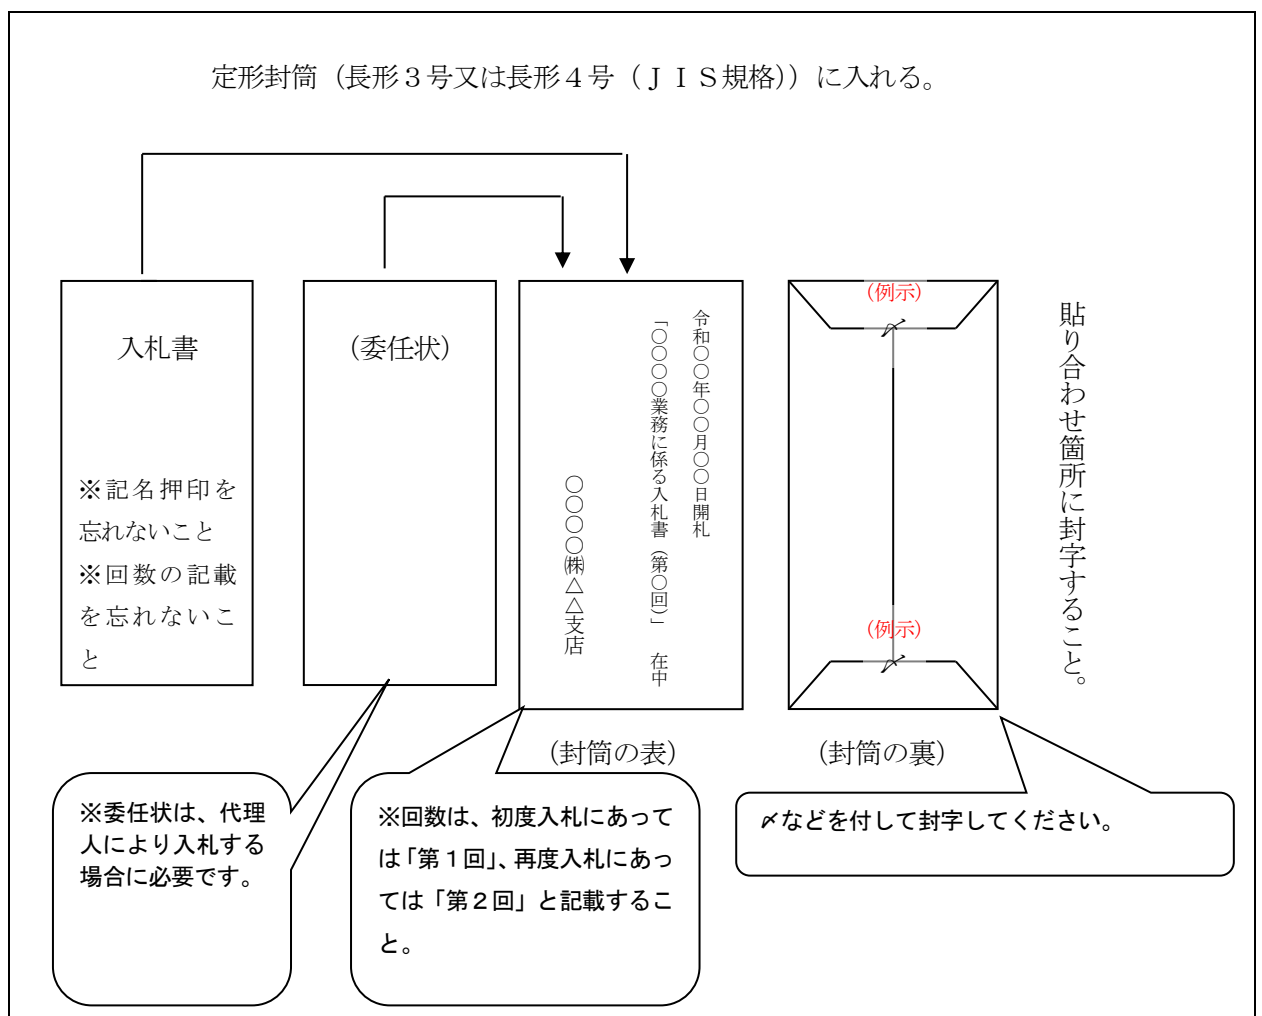 定形封筒（長形３号又は長形４号（ＪＩＳ規格））に入れる。
入札書
※記名押印を
忘れないこと
※回数の記載
を忘れないこ
と
（委任状）
令和〇〇年〇〇月〇〇日開札
「〇〇〇〇業務に係る入札書（第〇回）」　在中
〇〇〇〇㈱△△支店
（例示）
〆
（例示）
〆
貼り合わせ箇所に封字すること。
（封筒の表）
（封筒の裏）
※委任状は、代理
人により入札する
場合に必要です。
※回数は、初度入札にあって
は「第１回」、再度入札にあっ
ては「第２回」と記載するこ
と。
〆などを付して封字してください。